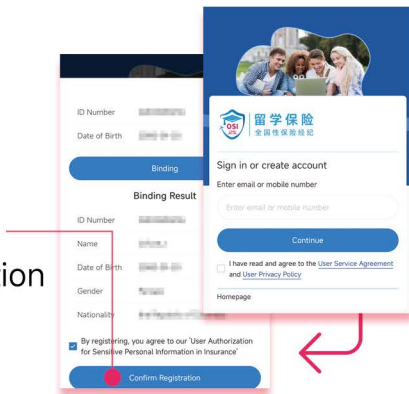 ID Number
Date of Birth
Binding
Binding Result
ID Number
Name
Date of Birth
Gender
Nationality
By registering, you agree to our 'User Authorization
for Sensitive Personal Information in Insurance'
Confirm Registration
OSI
留学保险
全国性保险经纪
Sign in or create account
Enter email or mobile number
Enter email or mobile number
Continue
I have read and agree to the User Service Agreement
and User Privacy Policy
Homepage